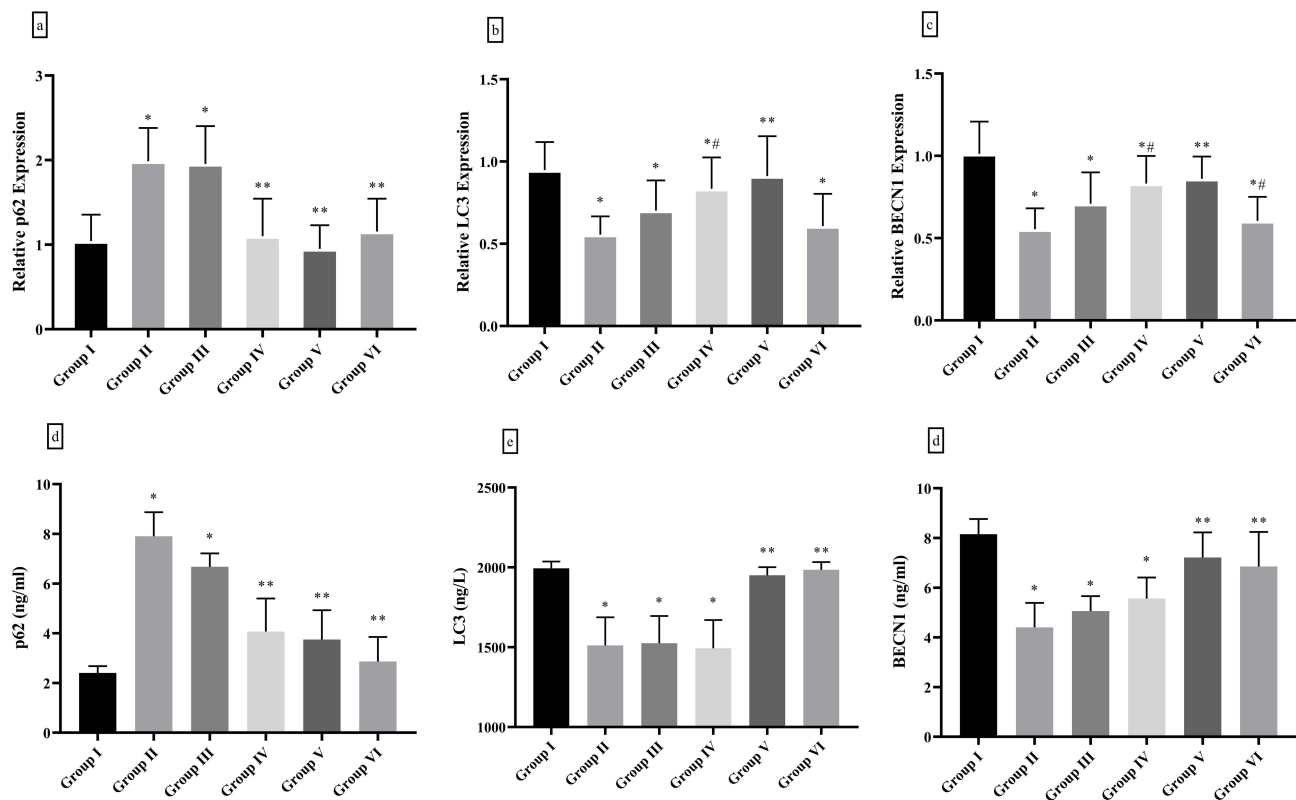 a
Relative p62 Expression
3
2
1
0
*
*
**
**
**
Group I
Group II
Group III
Group IV
Group V
Group VI
b
Relative LC3 Expression
1.5
1.0
0.5
0.0
*
*
*#
**
*
Group I
Group II
Group III
Group IV
Group V
Group VI
c
Relative BECN1 Expression
1.5
1.0
0.5
0.0
*
*
*#
**
*#
Group I
Group II
Group III
Group IV
Group V
Group VI
d
p62 (ng/ml)
10
8
6
4
2
0
*
*
**
**
**
Group I
Group II
Group III
Group IV
Group V
Group VI
e
LC3 (ng/L)
2500
2000
1500
1000
*
*
*
**
**
Group I
Group II
Group III
Group IV
Group V
Group VI
d
BECN1 (ng/ml)
10
8
6
4
2
0
*
*
*
**
**
Group I
Group II
Group III
Group IV
Group V
Group VI